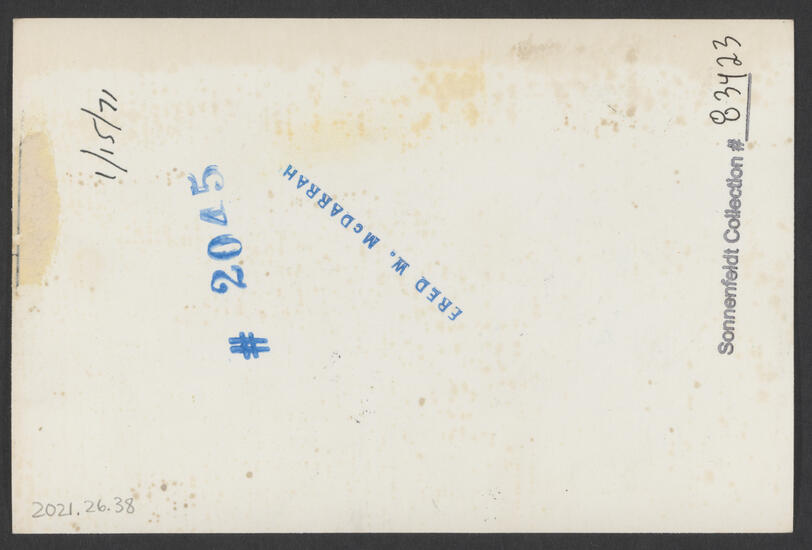 1/15/71
# 2045
FRED W. McDARRAH
Sonnenfeldt Collection # 83423
2021.26.38